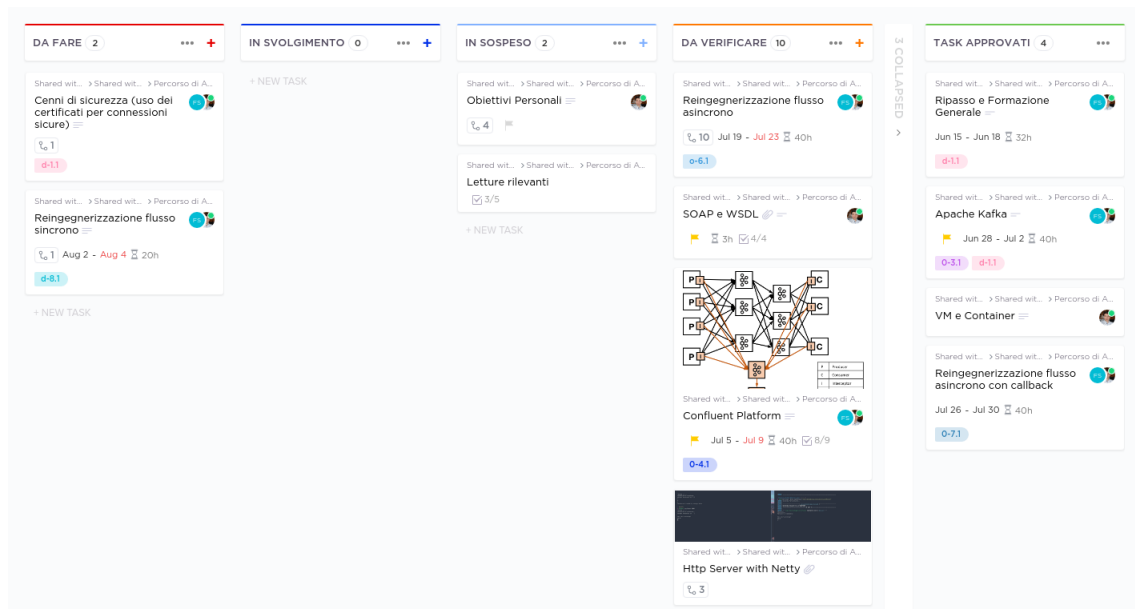 DA FARE 2
Shared wit... > Shared wit... > Percorso di A...
Cenni di sicurezza (uso dei
certificati per connessioni
sicure)
PS
1
d-1.1
Shared wit... > Shared wit... > Percorso di A...
Reingegnerizzazione flusso
sincrono
PS
1 Aug 2 - Aug 4 20h
d-8.1
+ NEW TASK
IN SVOLGIMENTO 0
+ NEW TASK
IN SOSPESO 2
Shared wit... > Shared wit... > Percorso di A...
Obiettivi Personali
4
Shared wit... > Shared wit... > Percorso di A...
Letture rilevanti
3/5
+ NEW TASK
DA VERIFICARE 10
Shared wit... > Shared wit... > Percorso di A...
Reingegnerizzazione flusso
asincrono
PS
10 Jul 19 - Jul 23 40h
o-6.1
Shared wit... > Shared wit... > Percorso di A...
SOAP e WSDL
3h 4/4
P C
P C
P
P C
P Producer
C Consumer
I Interceptor
Shared wit... > Shared wit... > Percorso di A...
Confluent Platform
PS
Jul 5 - Jul 9 40h 8/9
0-4.1
Shared wit... > Shared wit... > Percorso di A...
Http Server with Netty
3
3 COLLAPSED
TASK APPROVATI 4
Shared wit... > Shared wit... > Percorso di A...
Ripasso e Formazione
Generale
PS
Jun 15 - Jun 18 32h
d-1.1
Shared wit... > Shared wit... > Percorso di A...
Apache Kafka
PS
Jun 28 - Jul 2 40h
0-3.1 d-1.1
Shared wit... > Shared wit... > Percorso di A...
VM e Container
Shared wit... > Shared wit... > Percorso di A...
Reingegnerizzazione flusso
asincrono con callback
PS
Jul 26 - Jul 30 40h
0-7.1